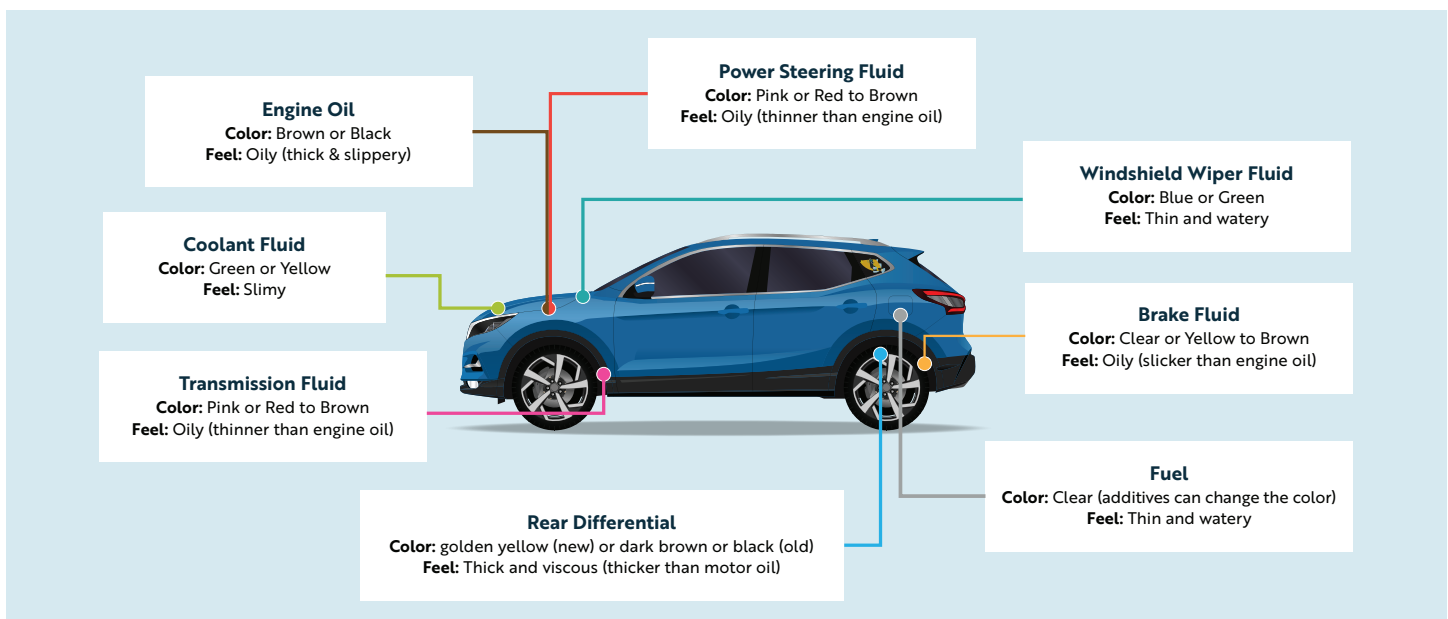 Power Steering Fluid
Color: Pink or Red to Brown
Feel: Oily (thinner than engine oil)
Engine Oil
Color: Brown or Black
Feel: Oily (thick & slippery)
Windshield Wiper Fluid
Color: Blue or Green
Feel: Thin and watery
Coolant Fluid
Color: Green or Yellow
Feel: Slimy
Brake Fluid
Color: Clear or Yellow to Brown
Feel: Oily (slicker than engine oil)
Transmission Fluid
Color: Pink or Red to Brown
Feel: Oily (thinner than engine oil)
Fuel
Color: Clear (additives can change the color)
Feel: Thin and watery
Rear Differential
Color: golden yellow (new) or dark brown or black (old)
Feel: Thick and viscous (thicker than motor oil)